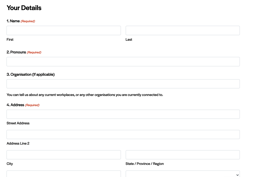 Your Details
1. Name (Required)
First
Last
2. Pronouns (Required)
3. Organisation (if applicable)
You can tell us about any current workplaces, or any other organisations you are currently connected to.
4. Address (Required)
Street Address
Address Line 2
City
State / Province / Region